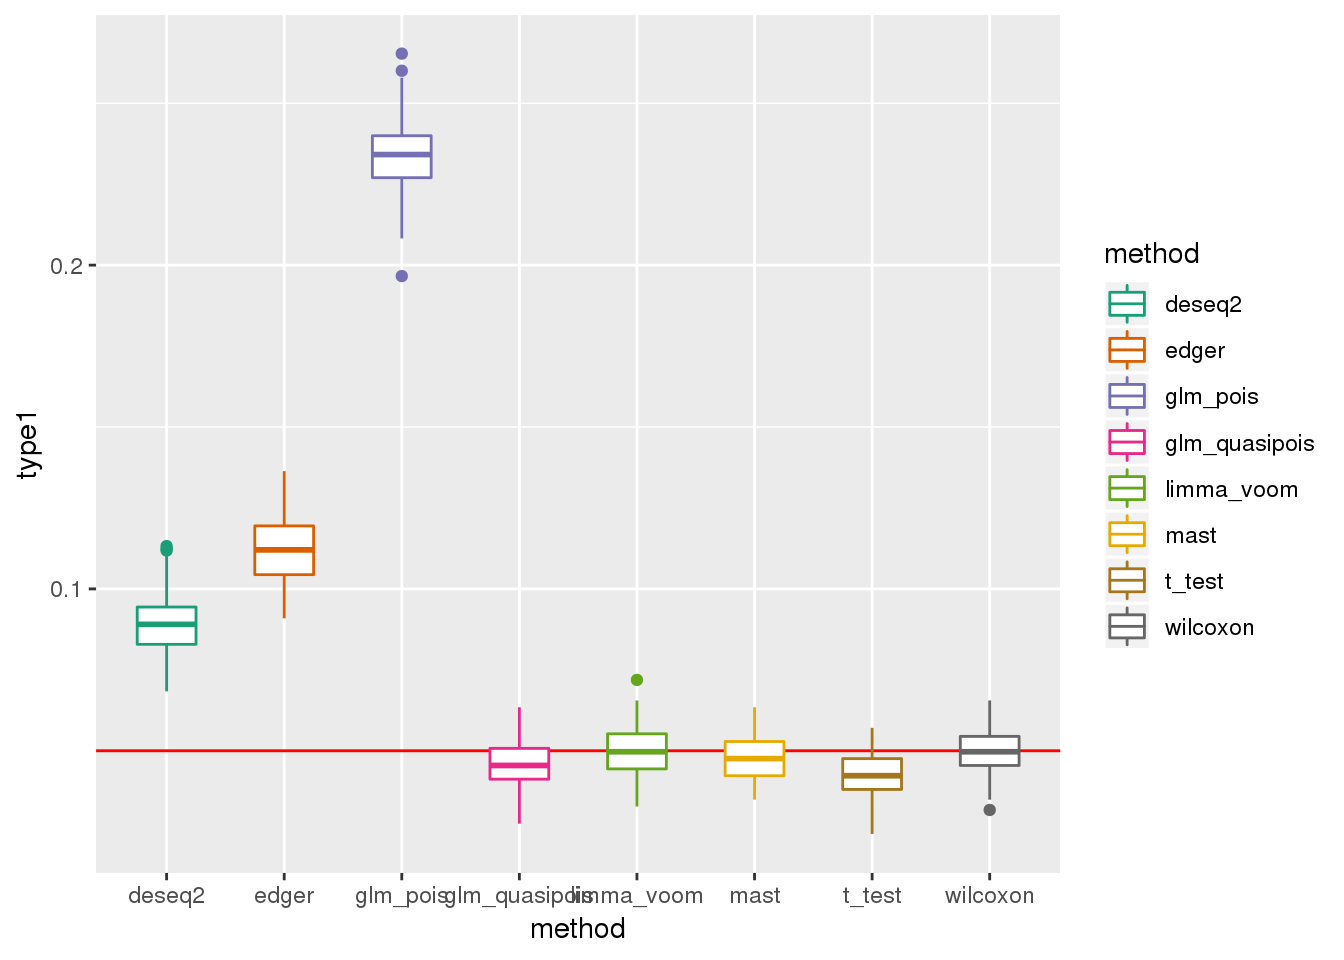 type1
0.2
0.1
deseq2
edger
glm_pois
glm_quasipois
limma_voom
mast
t_test
wilcoxon
method
method
deseq2
edger
glm_pois
glm_quasipois
limma_voom
mast
t_test
wilcoxon